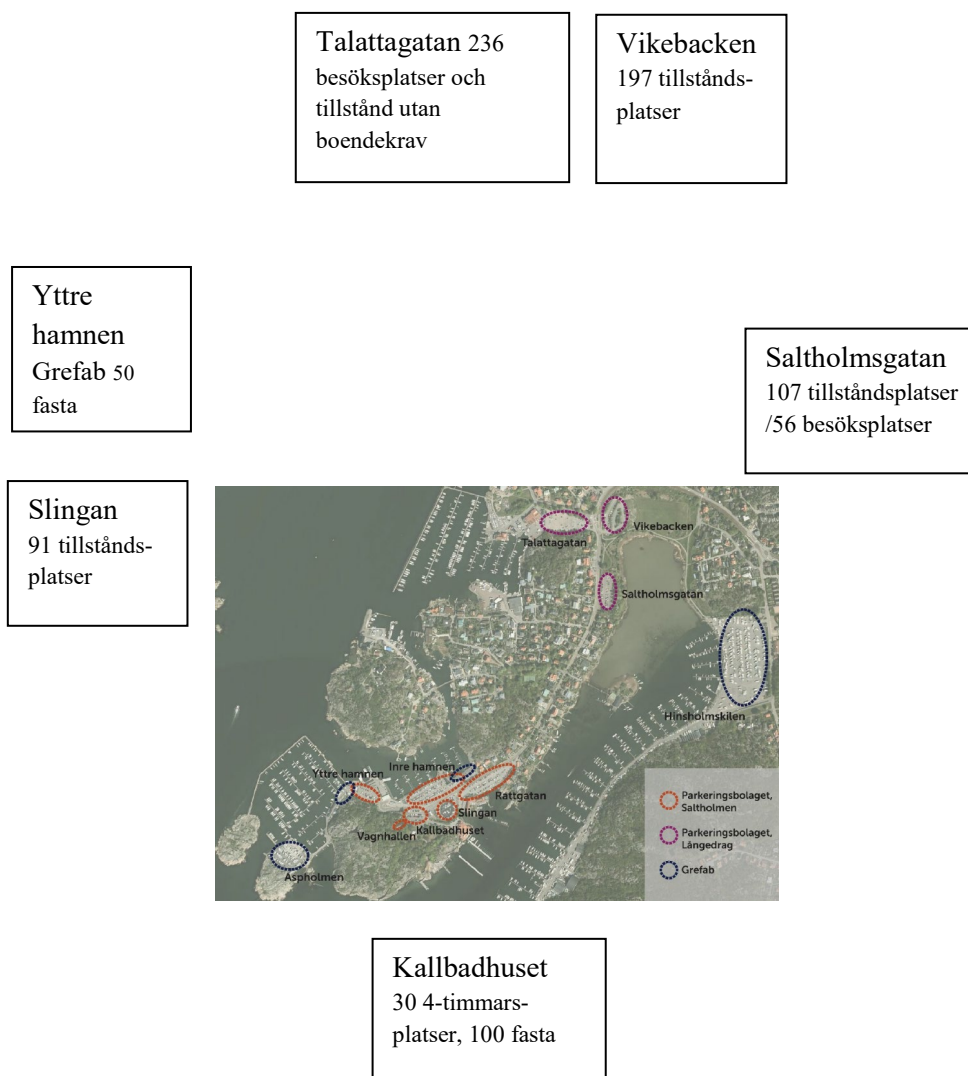 Talattagatan 236
besöksplatser och
tillstånd utan
boendekrav
Vikebacken
197 tillstånds-
platser
Yttre
hamnen
Grefab 50
fasta
Saltholmsgatan
107 tillståndsplatser
/56 besöksplatser
Slingan
91 tillstånds-
platser
Vikebacken
Talattagatan
Saltholmsgatan
Hinsholmskilen
Yttre hamnen
Inre hamnen
Rattgatan
Slingan
Kallbadhuset
Vagnhallen
Aspholmen
Parkeringsbolaget,
Saltholmen
Parkeringsbolaget,
Långedrag
Grefab
Kallbadhuset
30 4-timmars-
platser, 100 fasta